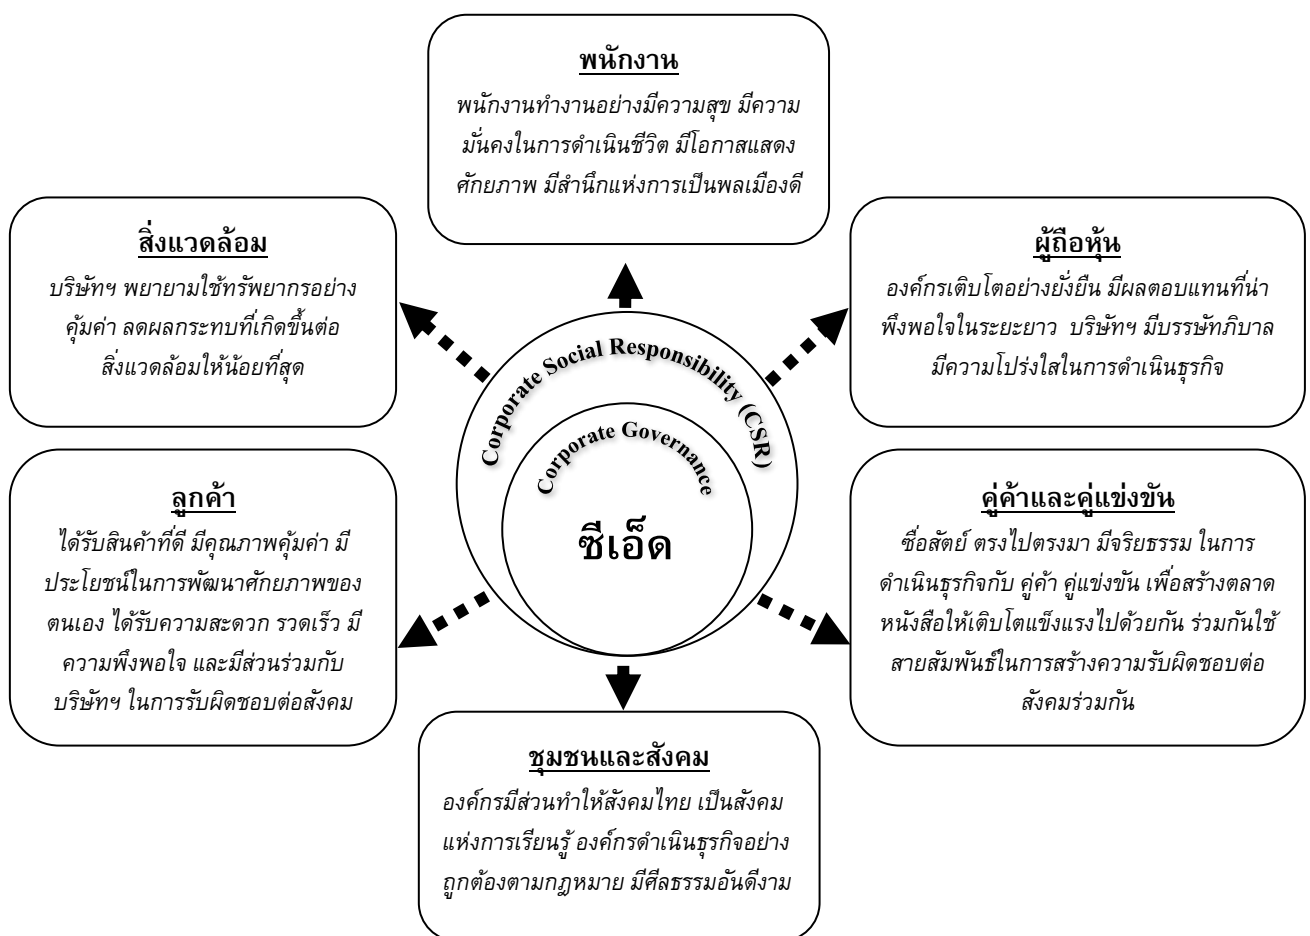 พนักงาน
พนักงานทำงานอย่างมีความสุข มีความ
มั่นคงในการดำเนินชีวิต มีโอกาสแสดง
ศักยภาพ มีสำนึกแห่งการเป็นพลเมืองดี
สิ่งแวดล้อม
บริษัทฯ พยายามใช้ทรัพยากรอย่าง
คุ้มค่า ลดผลกระทบที่เกิดขึ้นต่อ
สิ่งแวดล้อมให้น้อยที่สุด
ผู้ถือหุ้น
องค์กรเติบโตอย่างยั่งยืน มีผลตอบแทนที่น่า
พึงพอใจในระยะยาว บริษัทฯ มีบรรษัทภิบาล
มีความโปร่งใสในการดำเนินธุรกิจ
Corporate Social Responsibility (CSR)
Corporate Governance
ซีเอ็ด
ลูกค้า
ได้รับสินค้าที่ดี มีคุณภาพคุ้มค่า มี
ประโยชน์ในการพัฒนาศักยภาพของ
ตนเอง ได้รับความสะดวก รวดเร็ว มี
ความพึงพอใจ และมีส่วนร่วมกับ
บริษัทฯ ในการรับผิดชอบต่อสังคม
คู่ค้าและคู่แข่งขัน
ซื่อสัตย์ ตรงไปตรงมา มีจริยธรรม ในการ
ดำเนินธุรกิจกับ คู่ค้า คู่แข่งขัน เพื่อสร้างตลาด
หนังสือให้เติบโตแข็งแรงไปด้วยกัน ร่วมกันใช้
สายสัมพันธ์ในการสร้างความรับผิดชอบต่อ
สังคมร่วมกัน
ชุมชนและสังคม
องค์กรมีส่วนทำให้สังคมไทย เป็นสังคม
แห่งการเรียนรู้ องค์กรดำเนินธุรกิจอย่าง
ถูกต้องตามกฎหมาย มีศีลธรรมอันดีงาม